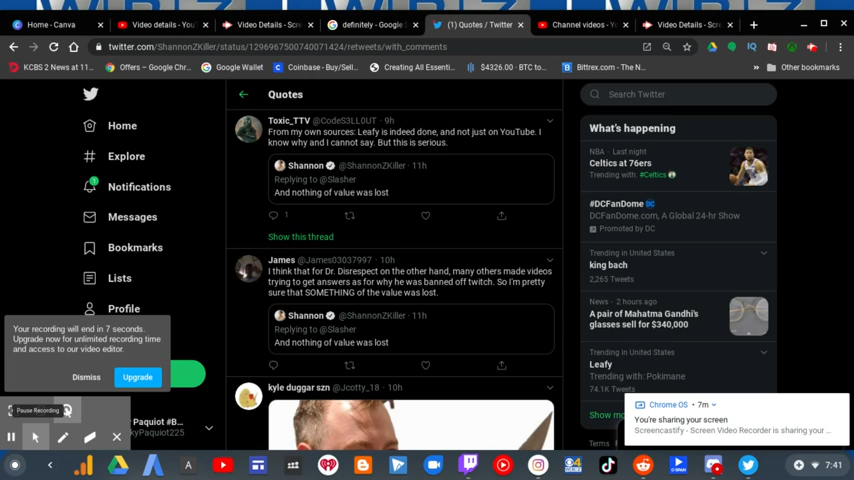 Home - Canva
Video details - YouT
Video Details - Scre
definitely - Google S
(1) Quotes / Twitter
Channel videos - Yo
Video Details - Scre
twitter.com/ShannonZKiller/status/1296967500740071424/retweets/with_comments
KCBS 2 News at 11...
Offers – Google Chr...
Google Wallet
Coinbase - Buy/Sell...
Creating All Essenti...
$4326.00 - BTC to...
Bittrex.com - The N...
»
Other bookmarks
Home
Explore
1
Notifications
Messages
Bookmarks
Lists
Profile
Quotes
Toxic_TTV @CodeS3LL0UT · 9h
From my own sources: Leafy is indeed done, and not just on YouTube. I
know why and I cannot say. But this is serious.
Shannon @ShannonZKiller · 11h
Replying to @Slasher
And nothing of value was lost
1
Show this thread
James @James03037997 · 10h
I think that for Dr. Disrespect on the other hand, many others made videos
trying to get answers as for why he was banned off twitch. So I'm pretty
sure that SOMETHING of the value was lost.
Shannon @ShannonZKiller · 11h
Replying to @Slasher
And nothing of value was lost
kyle duggar szn @Jcotty_18 · 10h
Search Twitter
What's happening
NBA · Last night
Celtics at 76ers
Trending with: #Celtics
#DCFanDome
DCFanDome.com, A Global 24-hr Show
Promoted by DC
Trending in United States
king bach
2,265 Tweets
News · 2 hours ago
A pair of Mahatma Gandhi's
glasses sell for $340,000
Trending in United States
Leafy
Trending with: Pokimane
74.1K Tweets
Show mo
Terms
Your recording will end in 7 seconds.
Upgrade now for unlimited recording time
and access to our video editor.
Dismiss
Upgrade
Pause Recording
y Paquiot #B...
kyPaquiot225
Chrome OS · 7m
You're sharing your screen
Screencastify - Screen Video Recorder is sharing your ...
7:41